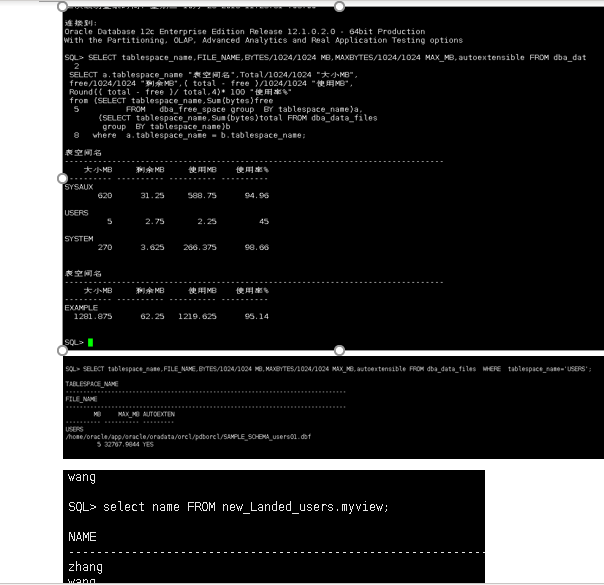 连接到:
Oracle Database 12c Enterprise Edition Release 12.1.0.2.0 - 64bit Production
With the Partitioning, OLAP, Advanced Analytics and Real Application Testing options
SQL> SELECT tablespace_name,FILE_NAME,BYTES/1024/1024 MB,MAXBYTES/1024/1024 MAX_MB,autoextensible FROM dba_dat
2
SELECT a.tablespace_name "表空间名",Total/1024/1024 "大小MB",
free/1024/1024 "剩余MB",( total - free )/1024/1024 "使用MB",
Round(( total - free )/ total,4)* 100 "使用率%"
from (SELECT tablespace_name,Sum(bytes)free
5 FROM dba_free_space group BY tablespace_name)a,
(SELECT tablespace_name,Sum(bytes)total FROM dba_data_files
group BY tablespace_name)b
8 where a.tablespace_name = b.tablespace_name;
表空间名
--------------------------------------------------------------------------------
大小MB 剩余MB 使用MB 使用率%
---------- ---------- ---------- ----------
SYSAUX
620 31.25 588.75 94.96
USERS
5 2.75 2.25 45
SYSTEM
270 3.625 266.375 98.66
表空间名
--------------------------------------------------------------------------------
大小MB 剩余MB 使用MB 使用率%
---------- ---------- ---------- ----------
EXAMPLE
1281.875 62.25 1219.625 95.14
SQL>
SQL> SELECT tablespace_name,FILE_NAME,BYTES/1024/1024 MB,MAXBYTES/1024/1024 MAX_MB,autoextensible FROM dba_data_files WHERE tablespace_name='USERS';
TABLESPACE_NAME
--------------------------------------------------------------------------------
FILE_NAME
--------------------------------------------------------------------------------
MB MAX_MB AUTOEXTEN
---------- ---------- ---------
USERS
/home/oracle/app/oracle/oradata/orcl/pdborcl/SAMPLE_SCHEMA_users01.dbf
5 32767.9844 YES
wang
SQL> select name FROM new_Landed_users.myview;
NAME
--------------------------------------------------------
zhang
wang